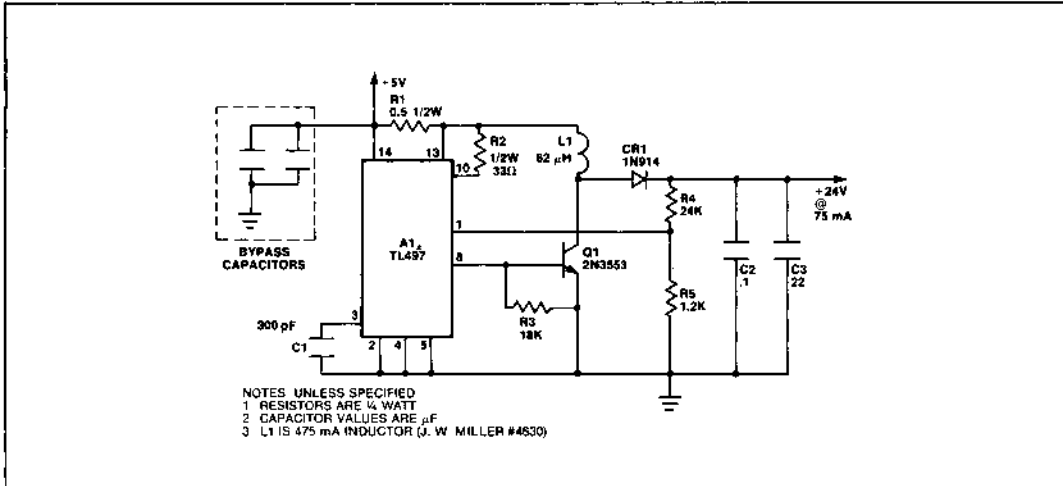 +5V
R1
0.5 1/2W
14
13
R2
1/2W
33Ω
10
L1
62 μM
CR1
1N914
+24V
@
75 mA
R4
24K
1
A1
TL497
8
Q1
2N3553
BYPASS
CAPACITORS
C2
.1
C3
22
R5
1.2K
R3
18K
3
300 pF
C1
2
4
5
NOTES UNLESS SPECIFIED
1 RESISTORS ARE ¼ WATT
2 CAPACITOR VALUES ARE μF
3 L1 IS 475 mA INDUCTOR (J. W. MILLER #4630)